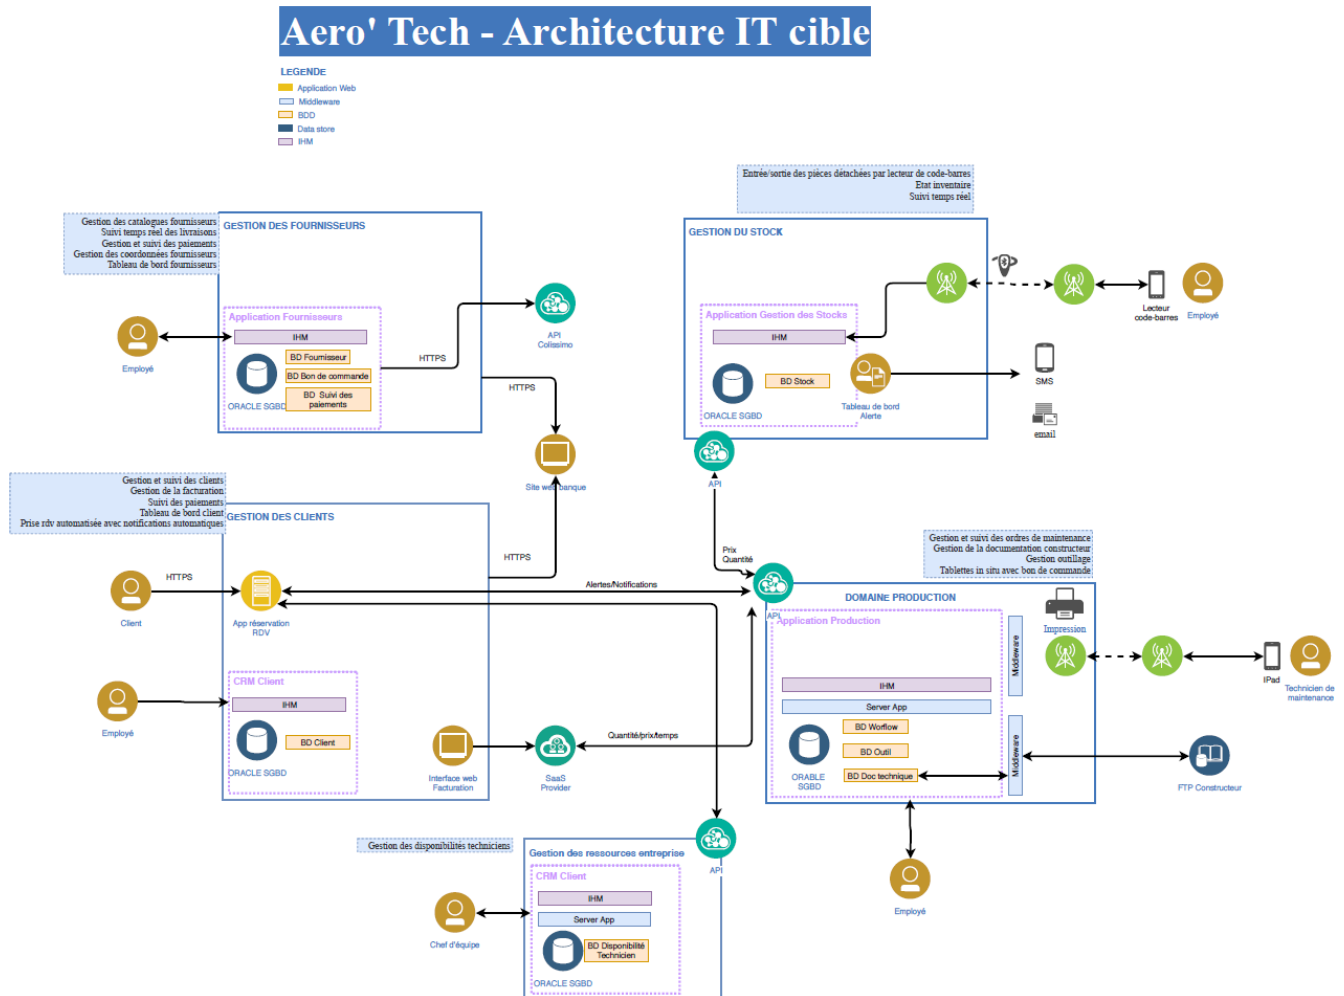 Aero' Tech - Architecture IT cible
LEGENDE
Application Web
Middleware
BDD
Data store
IHM
Gestion des catalogues fournisseurs
Suivi temps réel des livraisons
Gestion et suivi des paiements
Gestion des coordonnées fournisseurs
Tableau de bord fournisseurs
GESTION DES FOURNISSEURS
Application Fournisseurs
IHM
BD Fournisseur
BD Bon de commande
BD Suivi des
paiements
ORACLE SGBD
Employé
HTTPS
API
Colissimo
HTTPS
Site web banque
Entrée/sortie des pièces détachées par lecteur de code-barres
Etat inventaire
Suivi temps réel
GESTION DU STOCK
Application Gestion des Stocks
IHM
BD Stock
ORACLE SGBD
Tableau de bord
Alerte
Lecteur
code-barres
Employé
SMS
email
API
Prix
Quantité
Gestion et suivi des clients
Gestion de la facturation
Suivi des paiements
Tableau de bord client
Prise rdv automatisée avec notifications automatiques
GESTION DES CLIENTS
HTTPS
HTTPS
Client
App réservation
RDV
Alertes/Notifications
CRM Client
IHM
BD Client
ORACLE SGBD
Employé
Interface web
Facturation
SaaS
Provider
Quantité/prix/temps
Gestion et suivi des ordres de maintenance
Gestion de la documentation constructeur
Gestion outillage
Tablettes in situ avec bon de commande
DOMAINE PRODUCTION
API
Application Production
Impression
Middleware
IHM
Server App
BD Worflow
BD Outil
BD Doc technique
ORABLE
SGBD
Middleware
IPad
Technicien de
maintenance
FTP Constructeur
Employé
Gestion des disponibilités techniciens
Gestion des ressources entreprise
API
CRM Client
IHM
Server App
BD Disponibilité
Technicien
ORACLE SGBD
Chef d'équipe